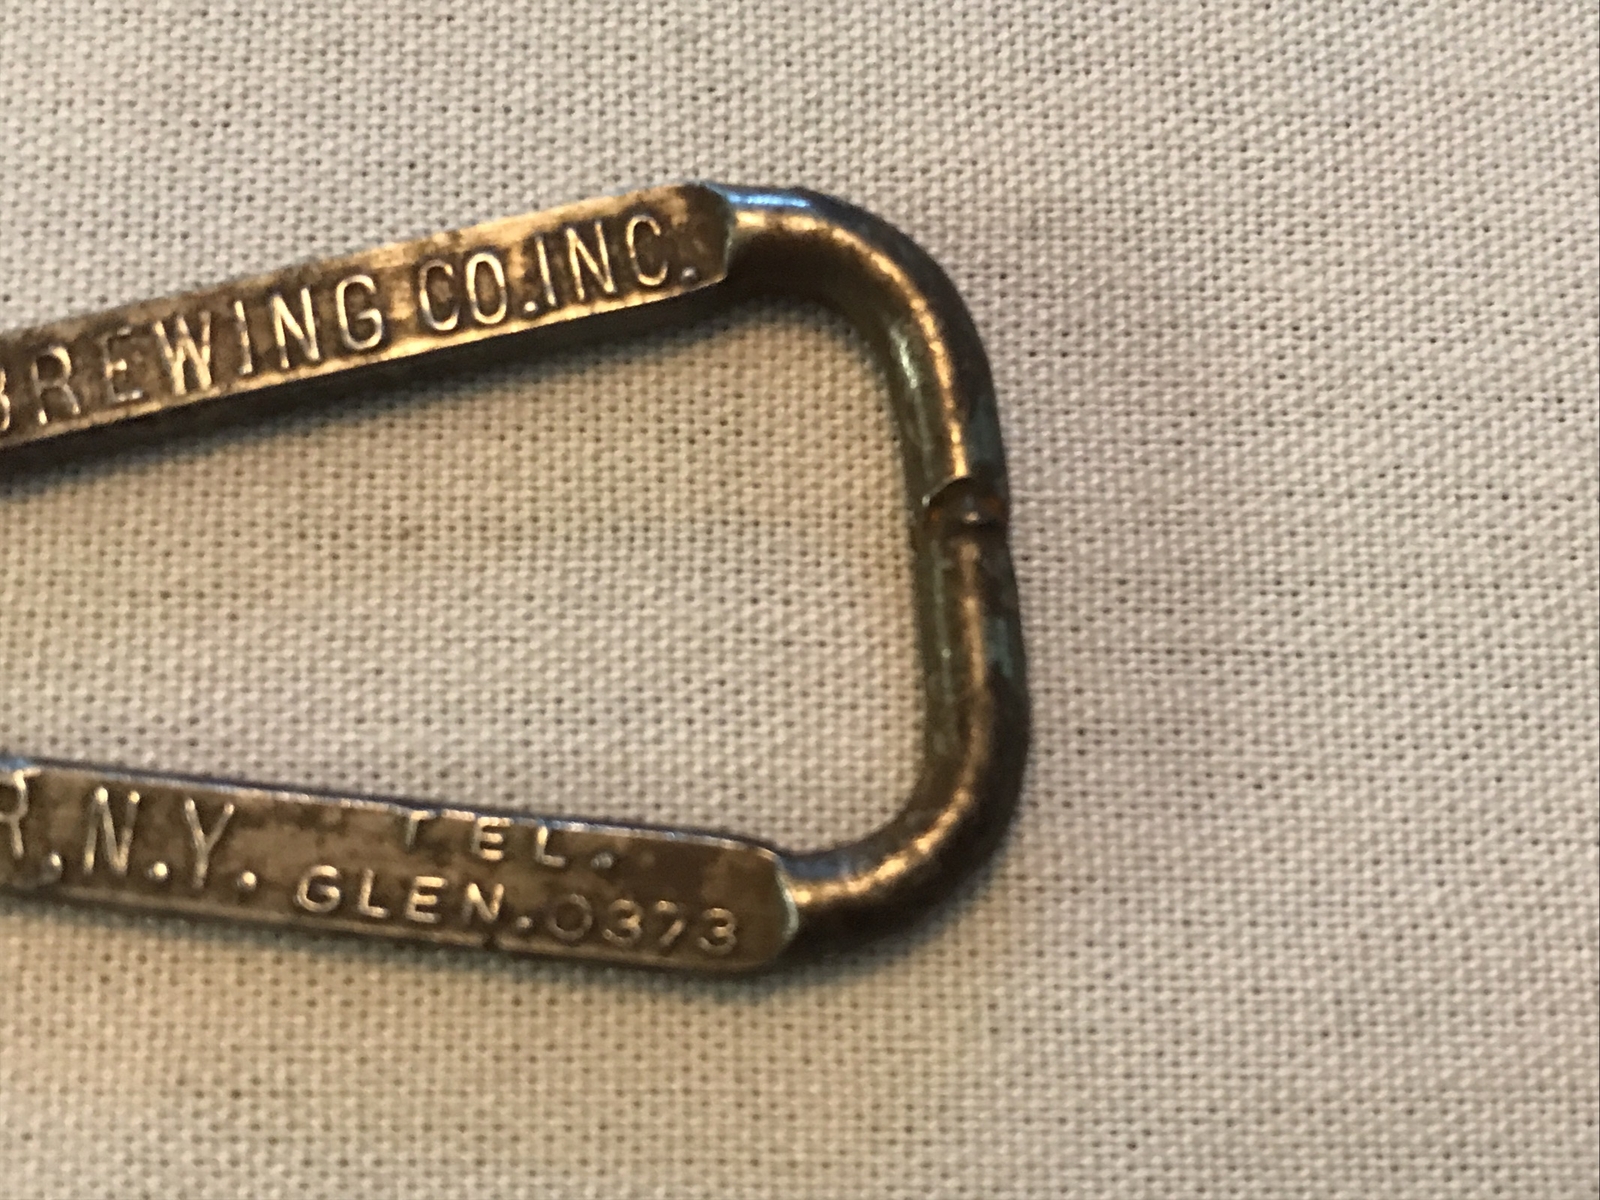 BREWING CO.INC.
R.N.Y. TEL.
GLEN.0373